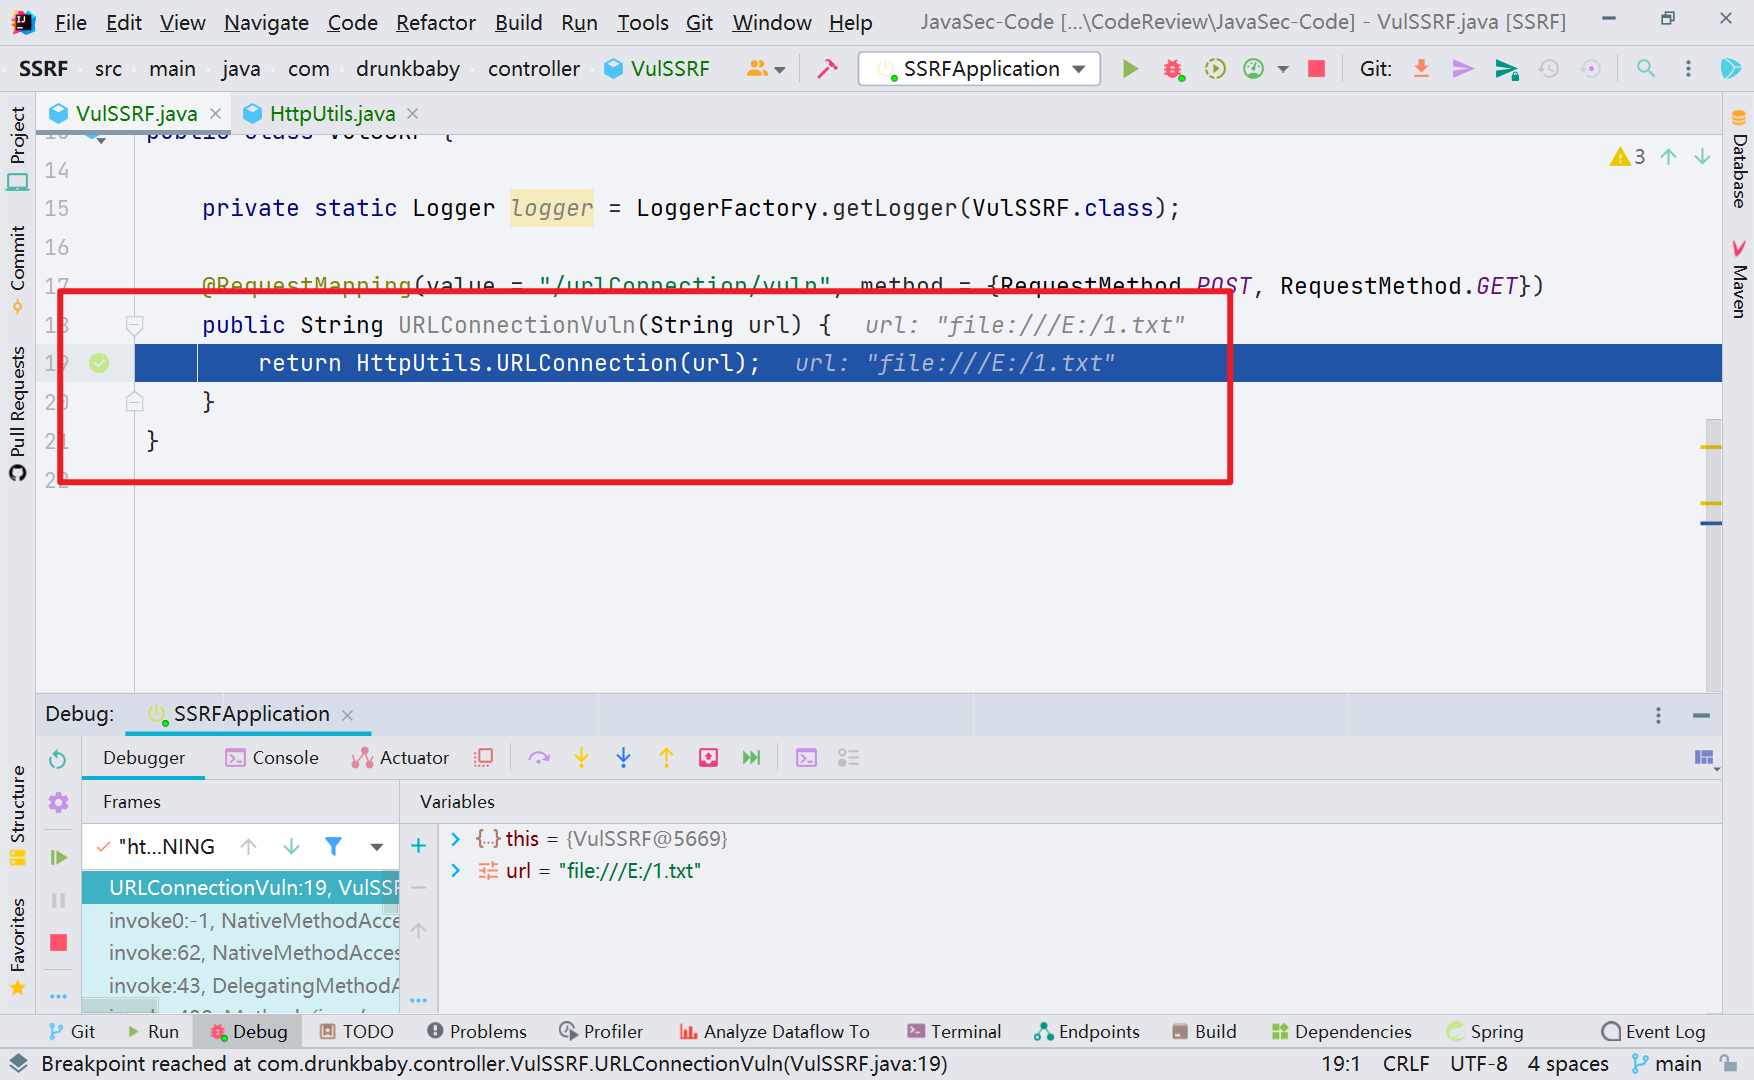 File Edit View Navigate Code Refactor Build Run Tools Git Window Help JavaSec-Code [...\CodeReview\JavaSec-Code] - VulSSRF.java [SSRF]
SSRF src main java com drunkbaby controller VulSSRF SSRFApplication Git:
VulSSRF.java HttpUtils.java
public class VulSSRF {
3
14
15 private static Logger logger = LoggerFactory.getLogger(VulSSRF.class);
16
17 @RequestMapping(value = "/urlConnection/vuln", method = {RequestMethod.POST, RequestMethod.GET})
18 public String URLConnectionVuln(String url) { url: "file:///E:/1.txt"
19 return HttpUtils.URLConnection(url); url: "file:///E:/1.txt"
20 }
21 }
22
Project
Commit
Pull Requests
Structure
Favorites
Database
Maven
Debug: SSRFApplication
Debugger Console Actuator
Frames Variables
"ht...NING
this = {VulSSRF@5669}
url = "file:///E:/1.txt"
URLConnectionVuln:19, VulSSR
invoke0:-1, NativeMethodAcce
invoke:62, NativeMethodAcces
invoke:43, DelegatingMethodA
Git Run Debug TODO Problems Profiler Analyze Dataflow To Terminal Endpoints Build Dependencies Spring Event Log
Breakpoint reached at com.drunkbaby.controller.VulSSRF.URLConnectionVuln(VulSSRF.java:19) 19:1 CRLF UTF-8 4 spaces main